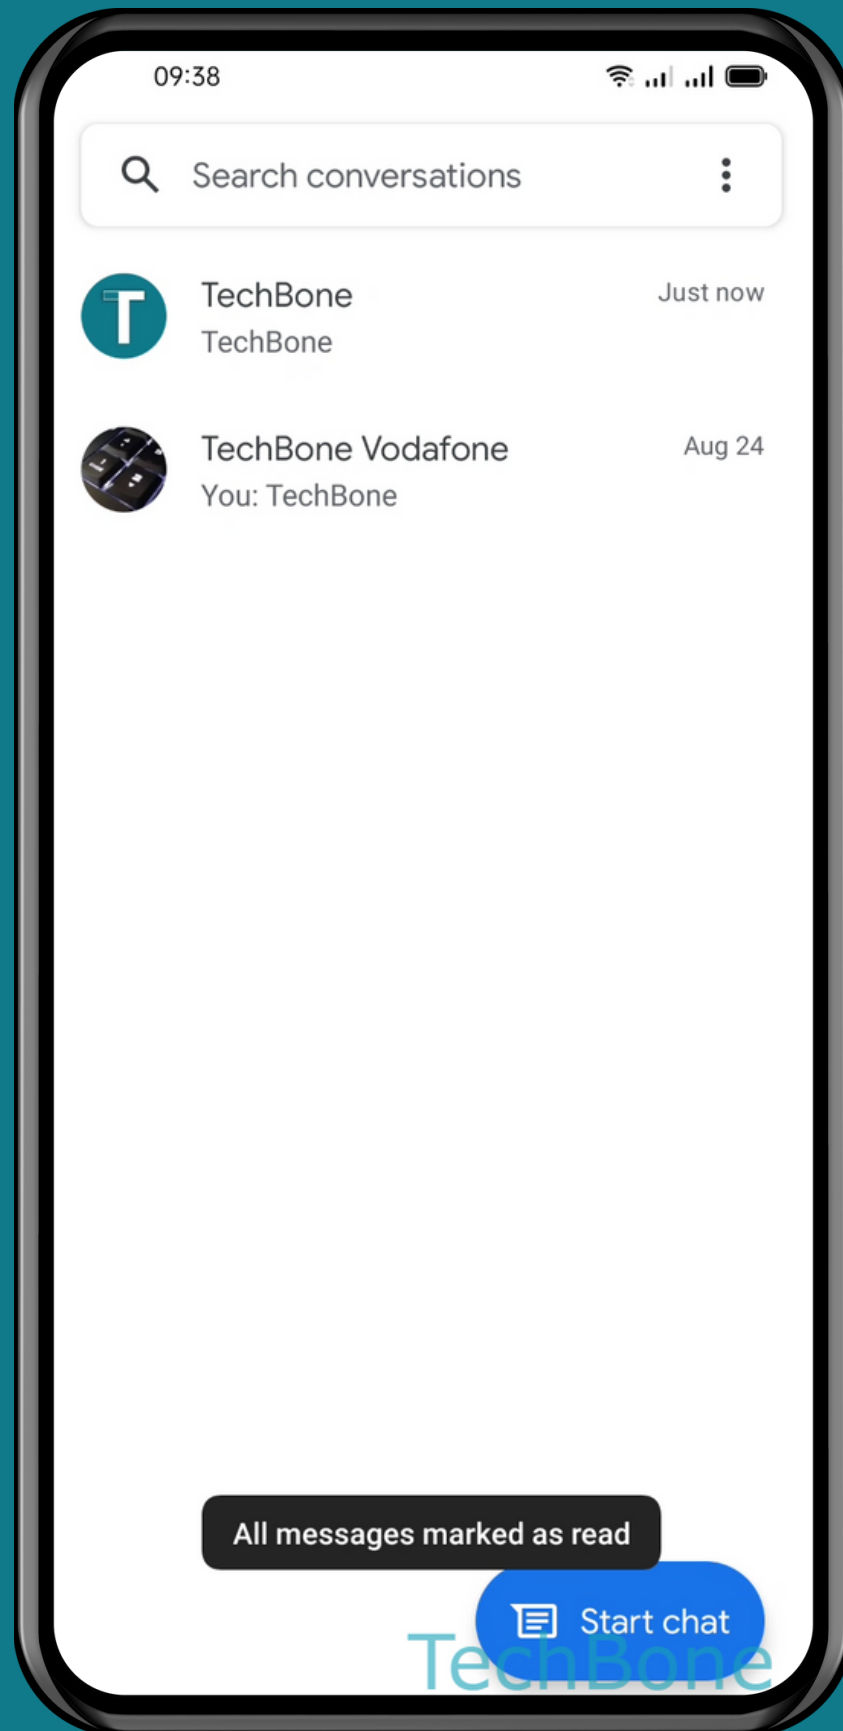 09:38
Search conversations
TechBone
Just now
TechBone
TechBone Vodafone
Aug 24
You: TechBone
All messages marked as read
Start chat
TechBone